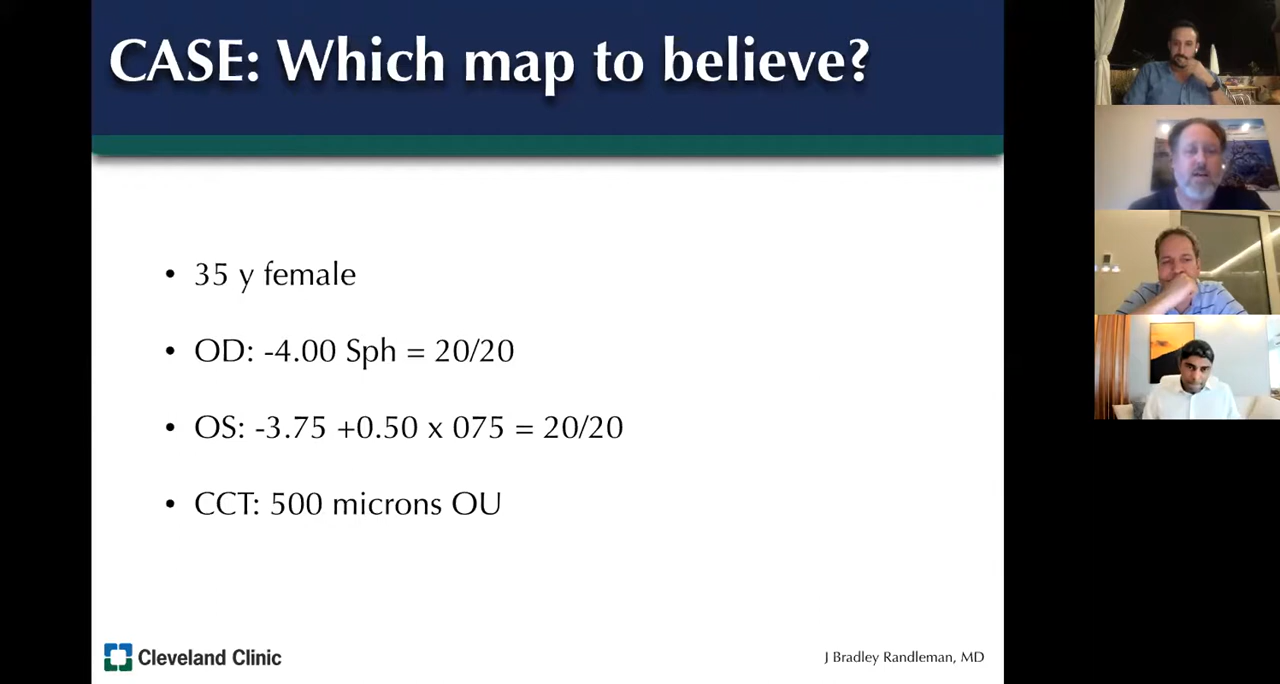 CASE: Which map to believe?
• 35 y female
• OD: -4.00 Sph = 20/20
• OS: -3.75 +0.50 x 075 = 20/20
• CCT: 500 microns OU
Cleveland Clinic
J Bradley Randleman, MD